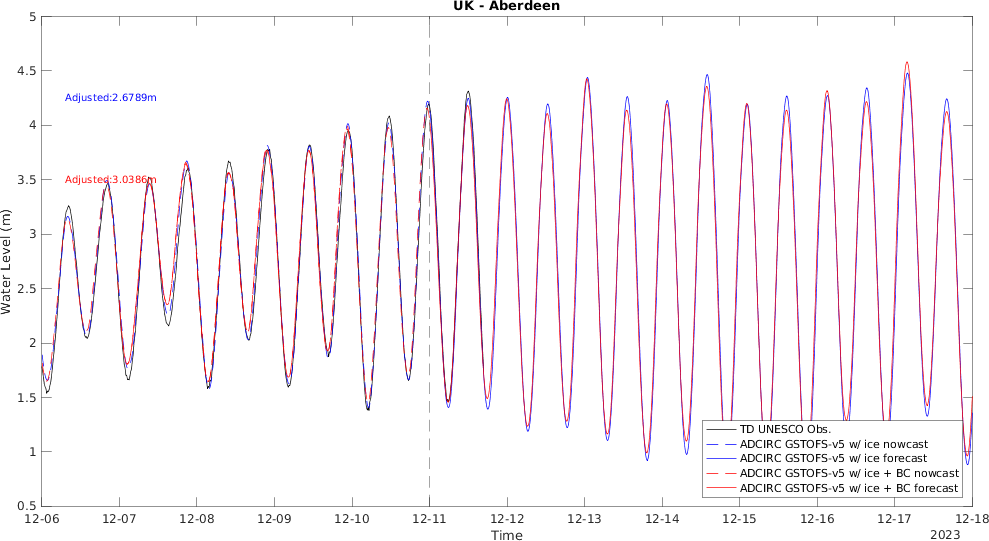 UK - Aberdeen
5
4.5
4
3.5
3
2.5
2
1.5
1
0.5
Water Level (m)
Adjusted:2.6789m
Adjusted:3.0386m
TD UNESCO Obs.
ADCIRC GSTOFS-v5 w/ ice nowcast
ADCIRC GSTOFS-v5 w/ ice forecast
ADCIRC GSTOFS-v5 w/ ice + BC nowcast
ADCIRC GSTOFS-v5 w/ ice + BC forecast
12-06 12-07 12-08 12-09 12-10 12-11 12-12 12-13 12-14 12-15 12-16 12-17 12-18
Time
2023